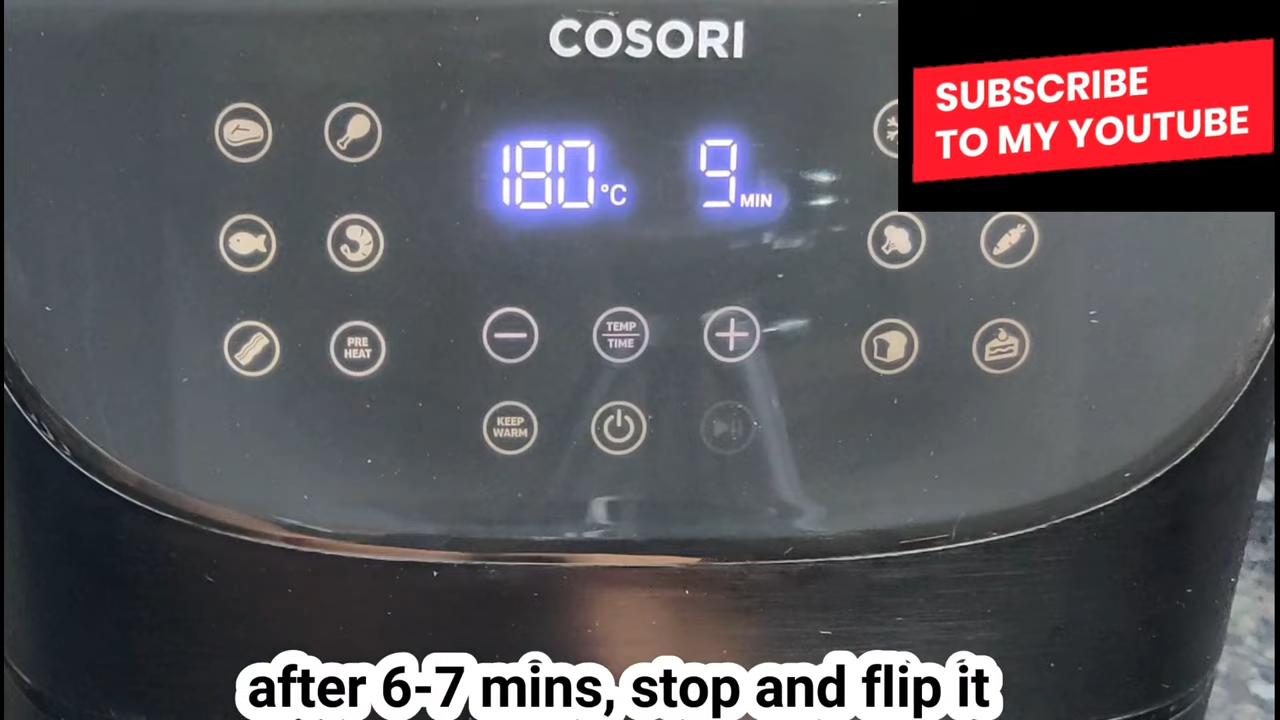 COSORI
SUBSCRIBE
TO MY YOUTUBE
180°C 9 MIN
PRE
HEAT
TEMP
TIME
KEEP
WARM
after 6-7 mins, stop and flip it